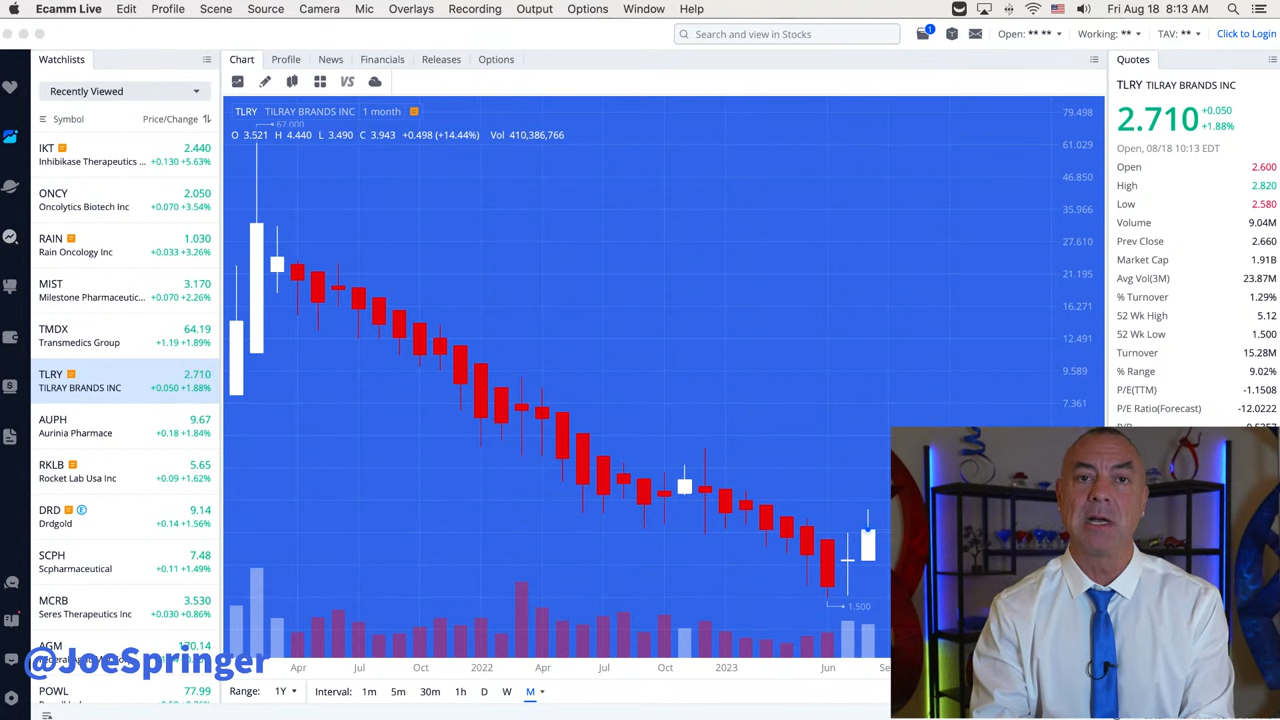 Ecamm Live Edit Profile Scene Source Camera Mic Overlays Recording Output Options Window Help Fri Aug 18 8:13 AM
Search and view in Stocks 1 Open: ** ** Working: ** TAV: ** Click to Login
Watchlists
Chart Profile News Financials Releases Options
Quotes
Recently Viewed
VS
Symbol Price/Change
IKT 2.440
Inhibikase Therapeutics ... +0.130 +5.63%
ONCY 2.050
Oncolytics Biotech Inc +0.070 +3.54%
RAIN 1.030
Rain Oncology Inc +0.033 +3.26%
MIST 3.170
Milestone Pharmaceutic... +0.070 +2.26%
TMDX 64.19
Transmedics Group +1.19 +1.89%
TLRY 2.710
TILRAY BRANDS INC +0.050 +1.88%
AUPH 9.67
Aurinia Pharmace +0.18 +1.84%
RKLB 5.65
Rocket Lab Usa Inc +0.09 +1.62%
DRD E 9.14
Drdgold +0.14 +1.56%
SCPH 7.48
Scpharmaceutical +0.11 +1.49%
MCRB 3.530
Seres Therapeutics Inc +0.030 +0.86%
AGM 170.14
@JoeSpringer
POWL 77.99
TLRY TILRAY BRANDS INC 1 month
67.000
O 3.521 H 4.440 L 3.490 C 3.943 +0.498 (+14.44%) Vol 410,386,766
79.498
61.029
46.850
35.966
27.610
21.195
16.271
12.491
9.589
7.361
1.500
Apr Jul Oct 2022 Apr Jul Oct 2023 Jun
Range: 1Y Interval: 1m 5m 30m 1h D W M
TLRY TILRAY BRANDS INC
2.710 +0.050
+1.88%
Open, 08/18 10:13 EDT
Open 2.600
High 2.820
Low 2.580
Volume 9.04M
Prev Close 2.660
Market Cap 1.91B
Avg Vol(3M) 23.87M
% Turnover 1.29%
52 Wk High 5.12
52 Wk Low 1.500
Turnover 15.28M
% Range 9.02%
P/E(TTM) -1.1508
P/E Ratio(Forecast) -12.0222